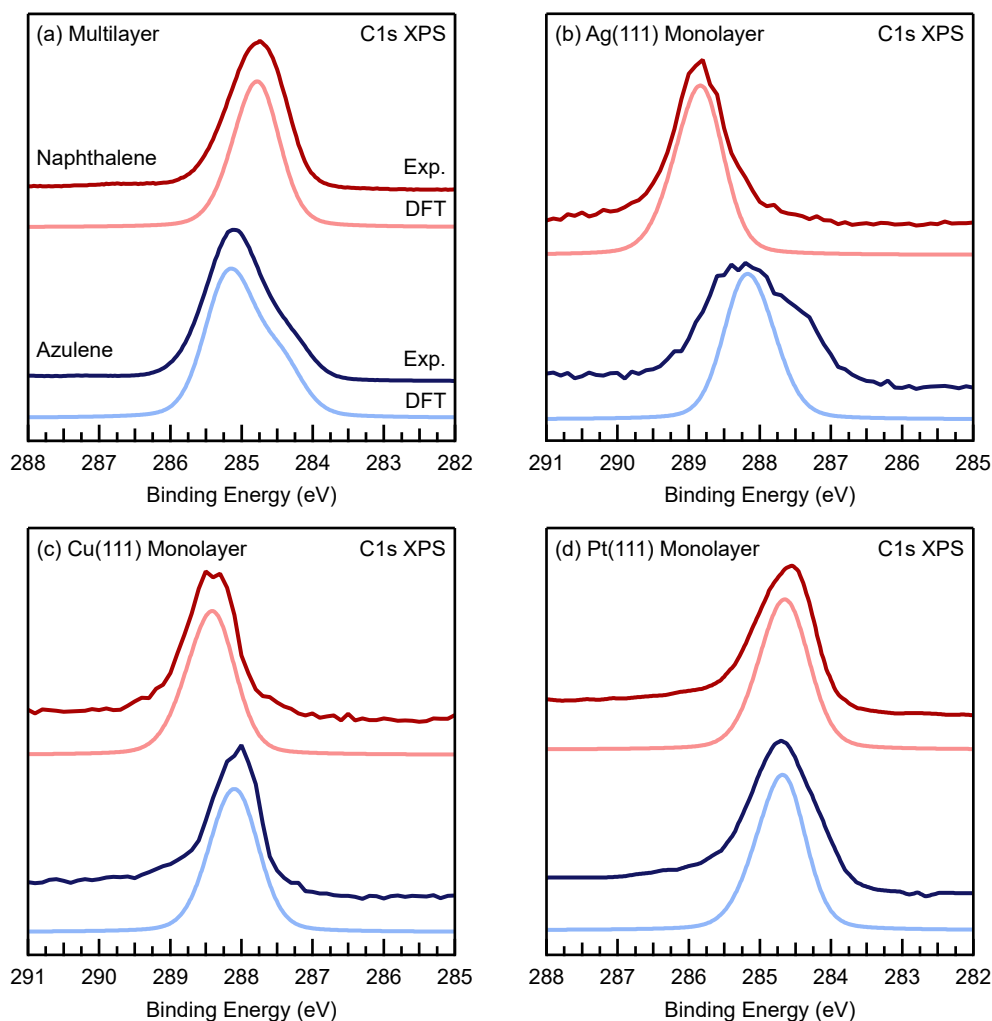 (a) Multilayer C1s XPS
Naphthalene Exp.
DFT
Azulene Exp.
DFT
288 287 286 285 284 283 282
Binding Energy (eV)
(b) Ag(111) Monolayer C1s XPS
291 290 289 288 287 286 285
Binding Energy (eV)
(c) Cu(111) Monolayer C1s XPS
291 290 289 288 287 286 285
Binding Energy (eV)
(d) Pt(111) Monolayer C1s XPS
288 287 286 285 284 283 282
Binding Energy (eV)